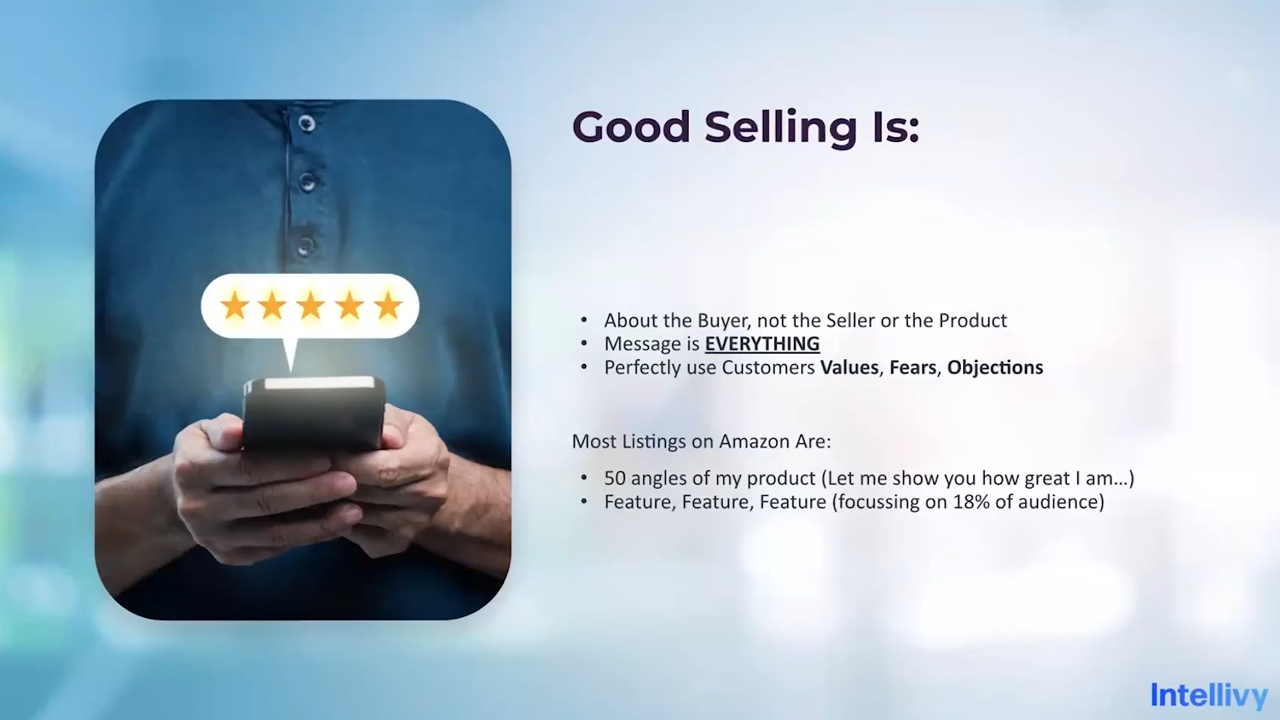 Good Selling Is:
• About the Buyer, not the Seller or the Product
• Message is EVERYTHING
• Perfectly use Customers Values, Fears, Objections
Most Listings on Amazon Are:
• 50 angles of my product (Let me show you how great I am…)
• Feature, Feature, Feature (focussing on 18% of audience)
Intellivy